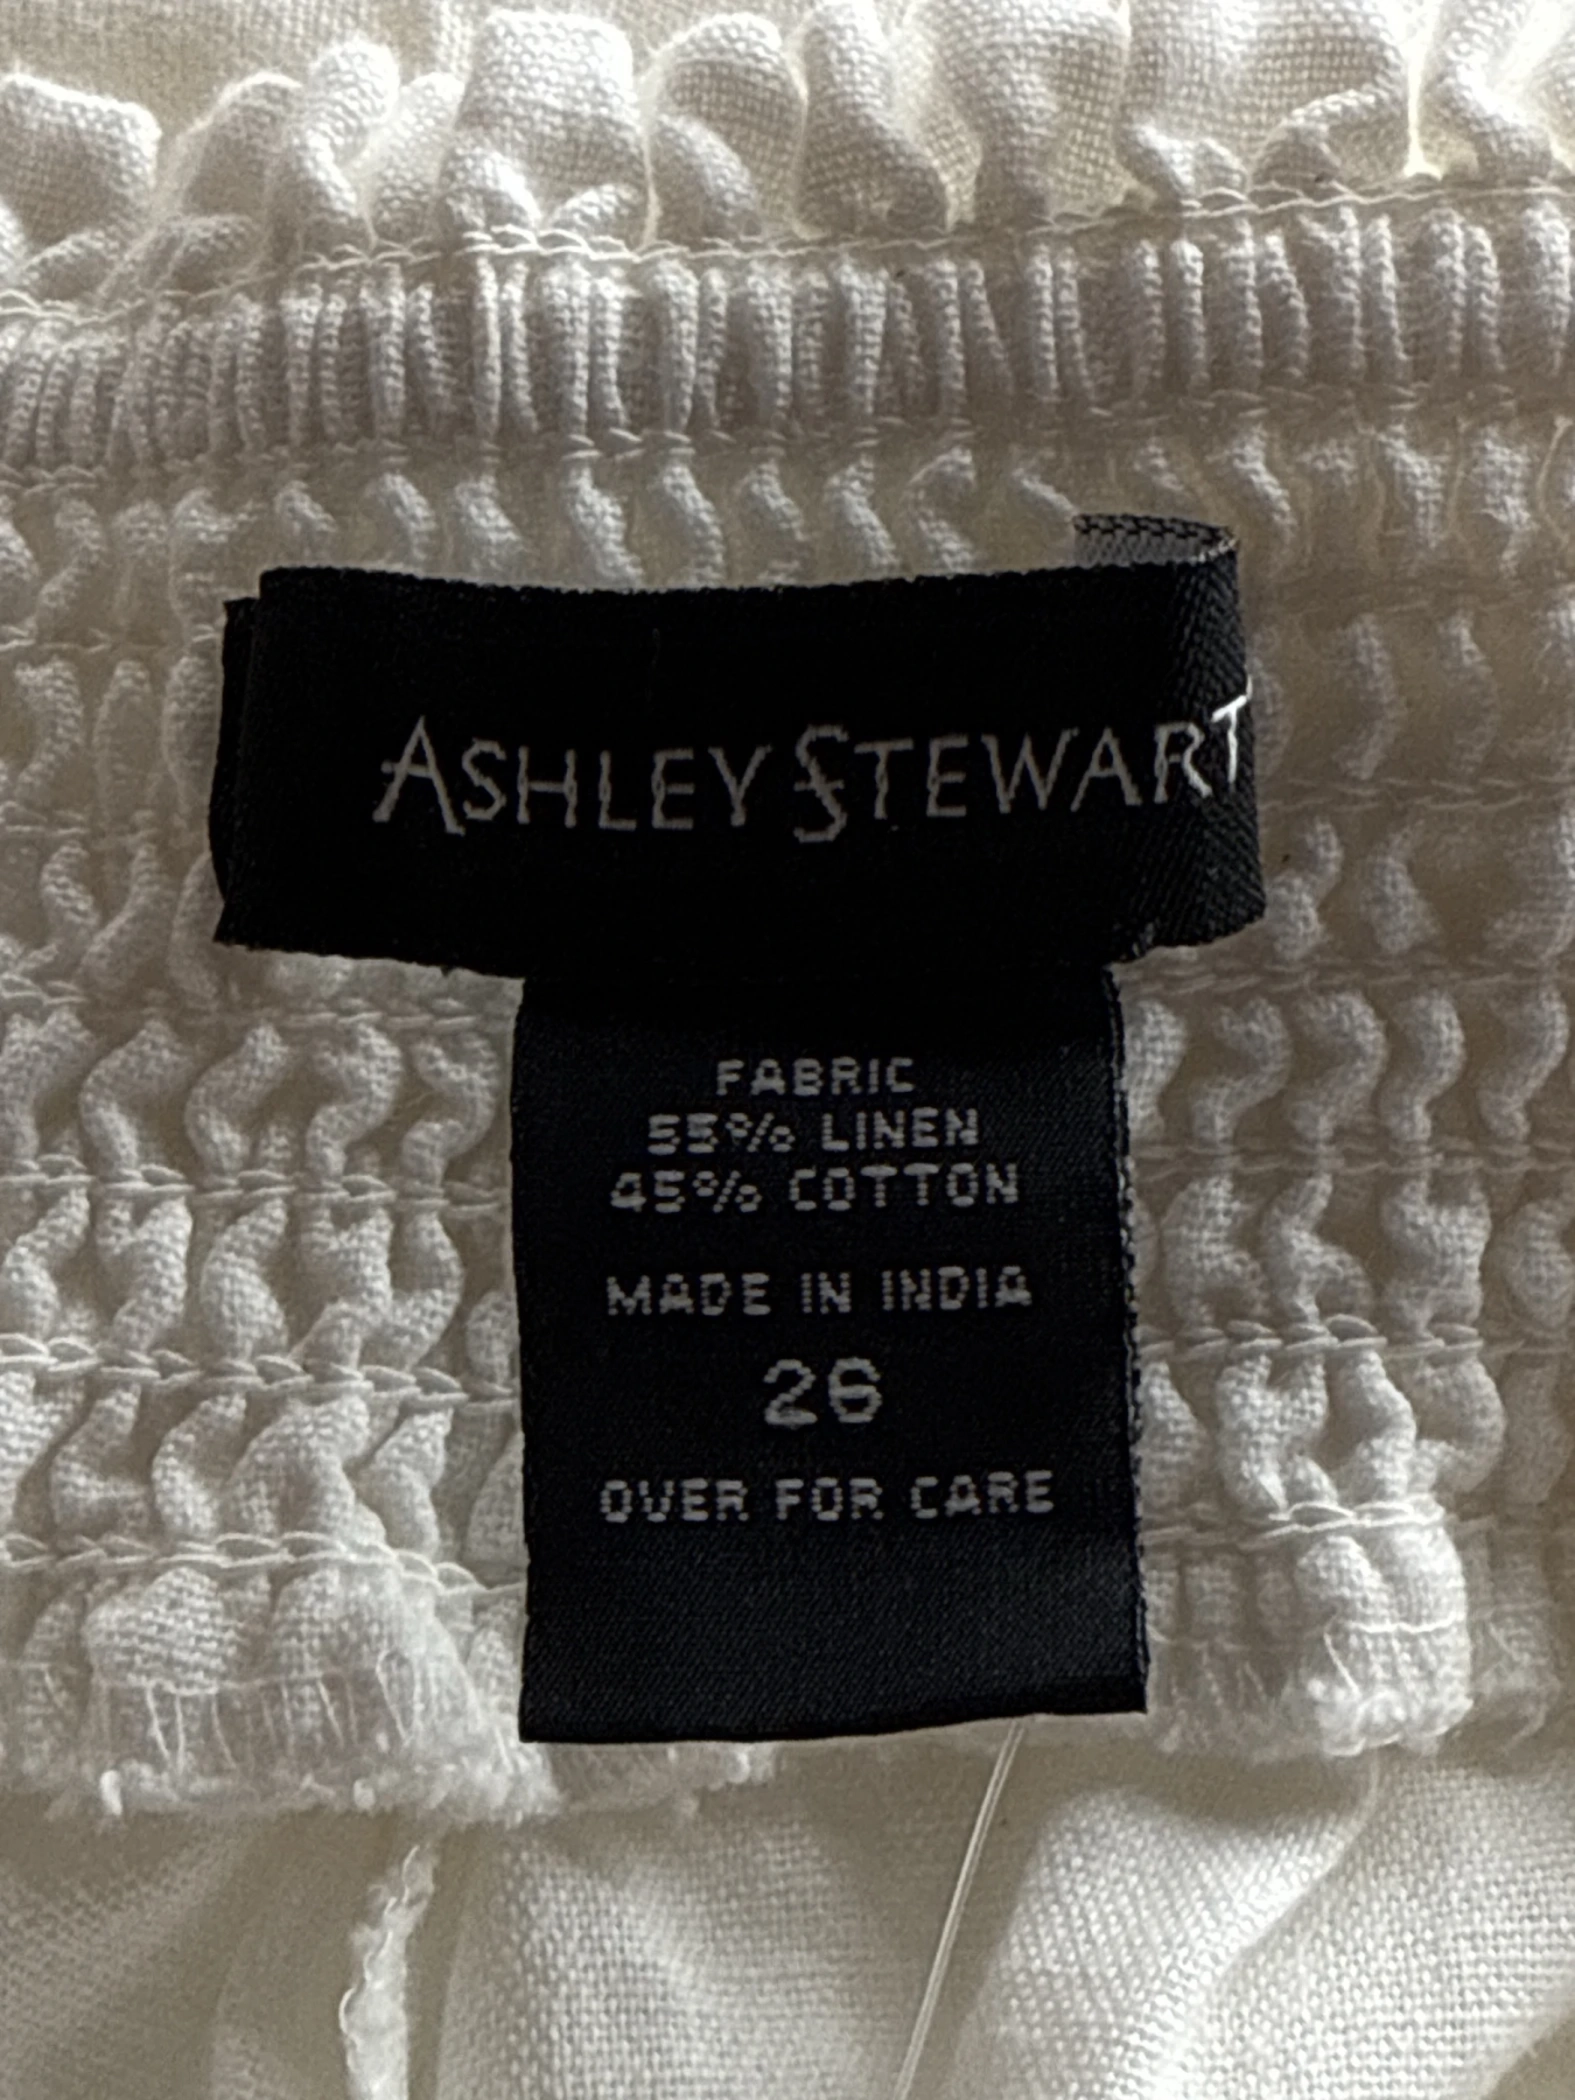 ASHLEY STEWART
FABRIC
55% LINEN
45% COTTON
MADE IN INDIA
26
OVER FOR CARE